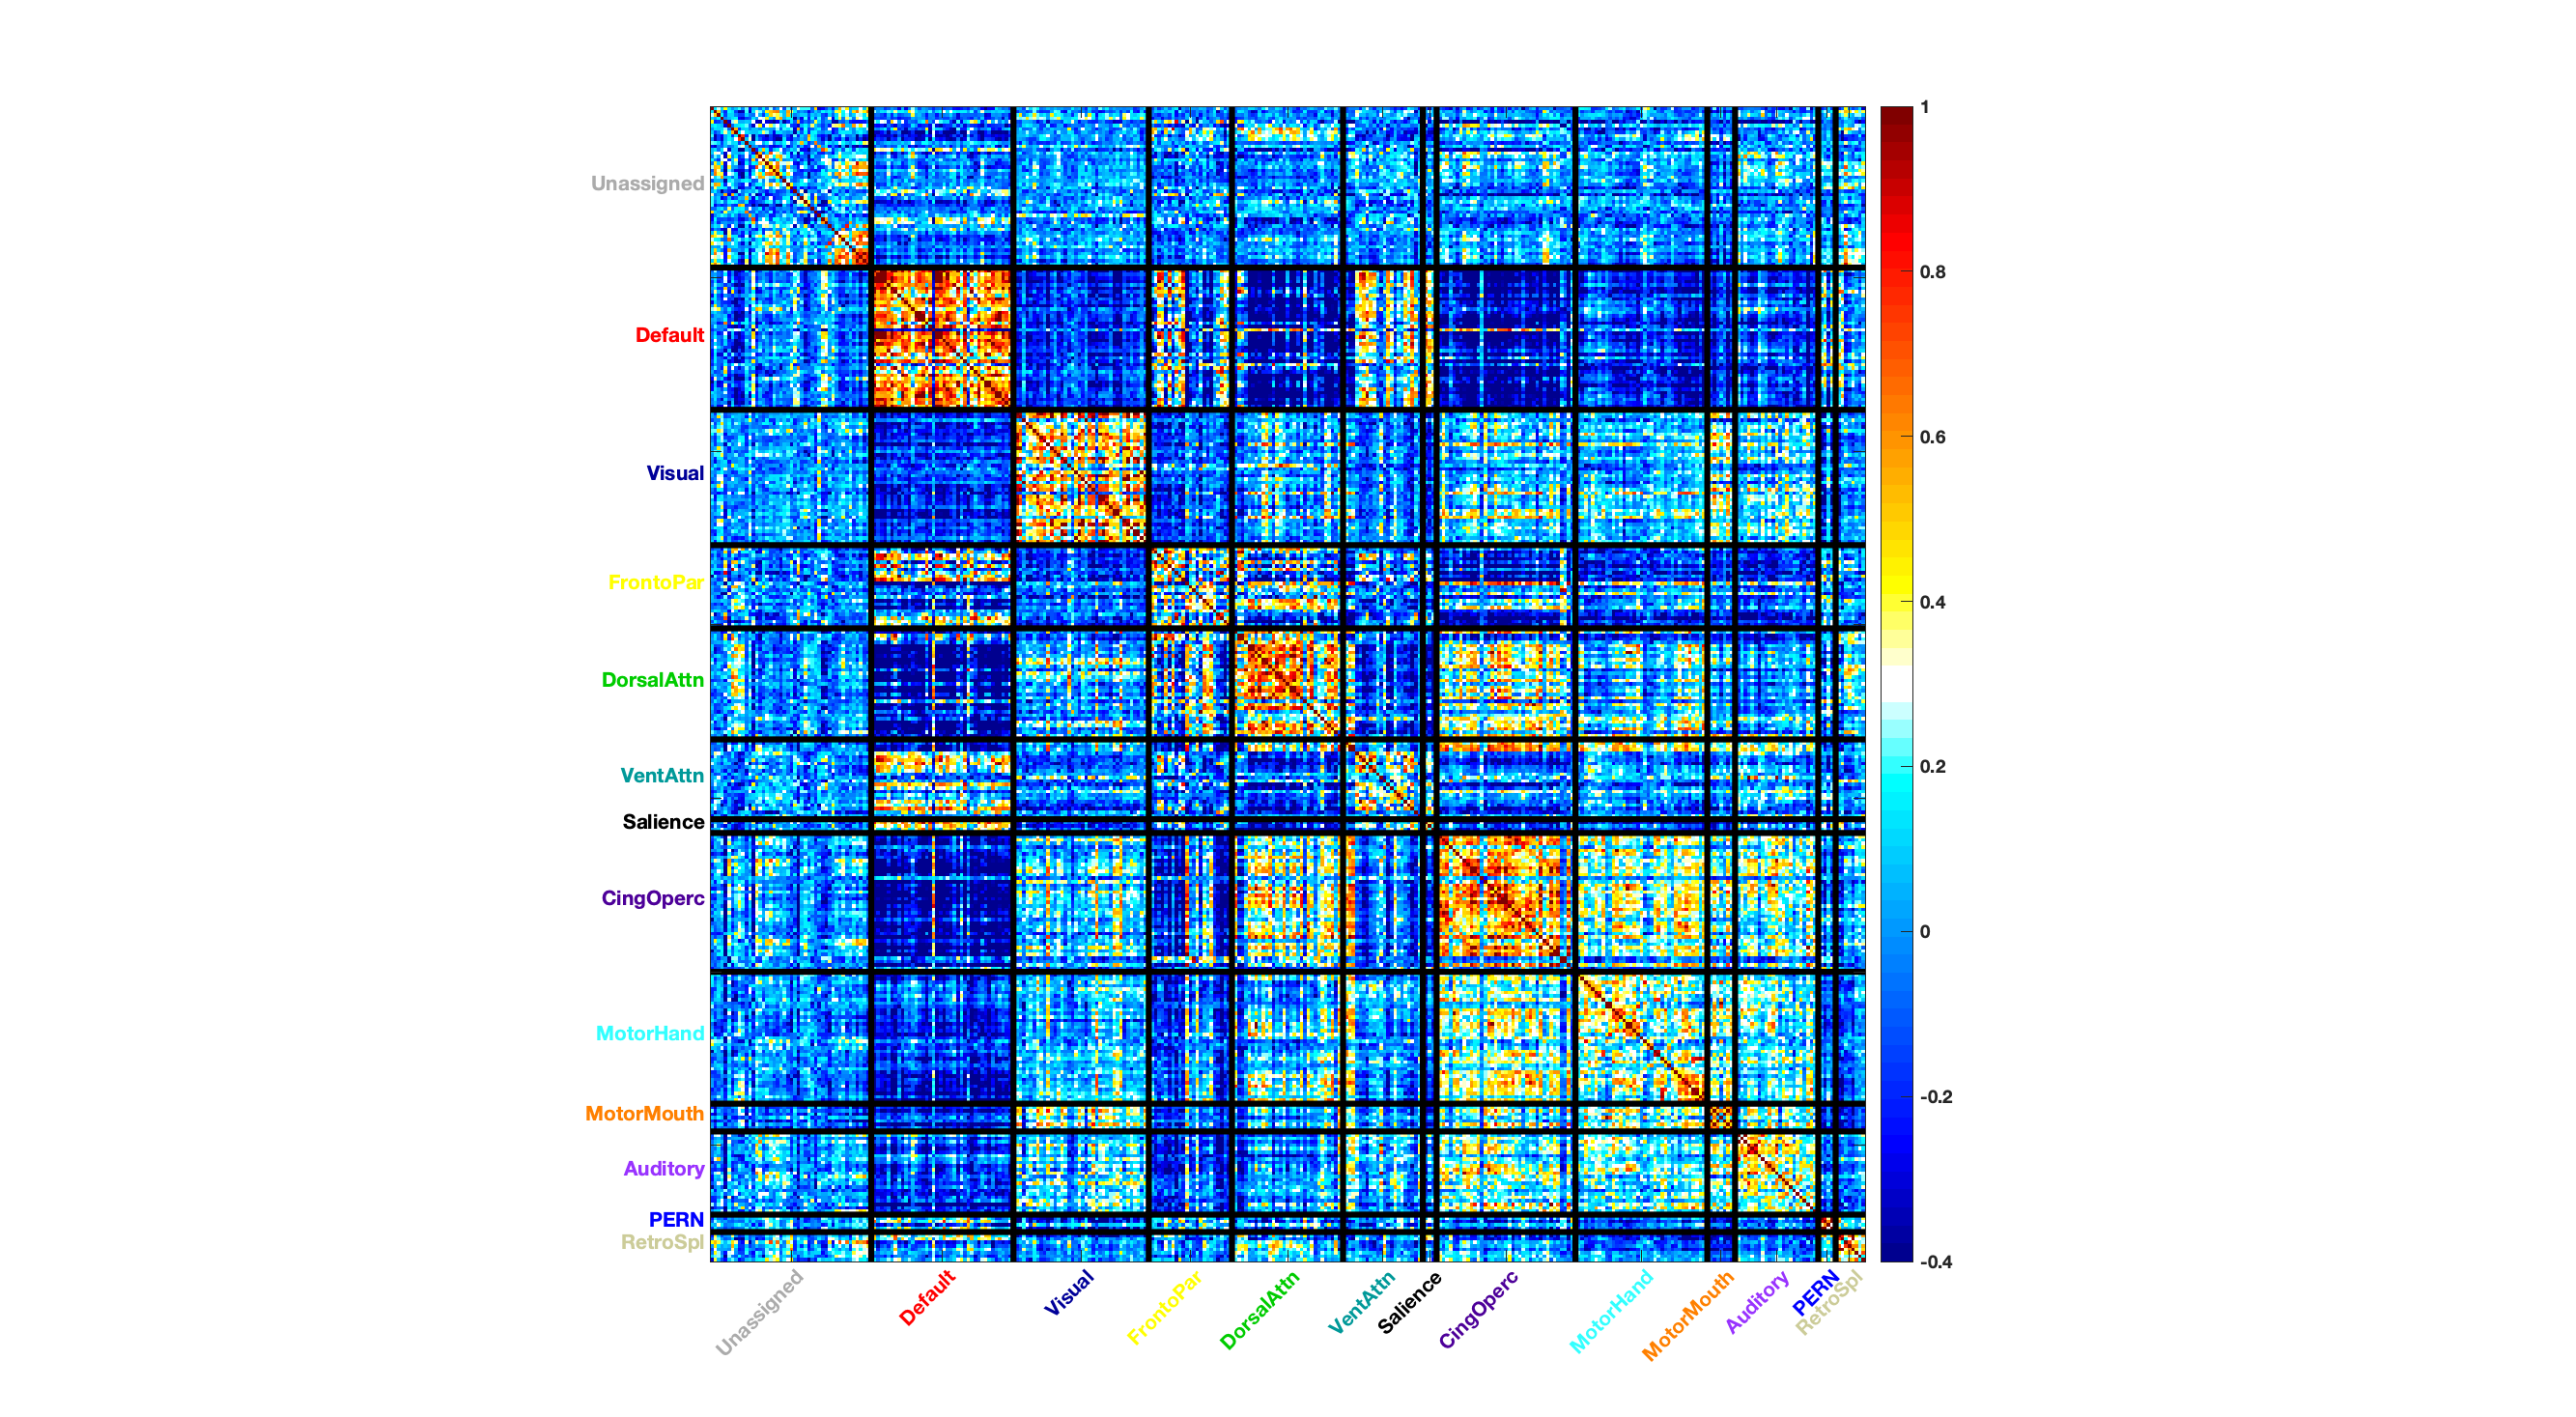 Unassigned
Default
Visual
FrontoPar
DorsalAttn
VentAttn
Salience
CingOperc
MotorHand
MotorMouth
Auditory
PERN
RetroSpl
Unassigned
Default
Visual
FrontoPar
DorsalAttn
VentAttn
Salience
CingOperc
MotorHand
MotorMouth
Auditory
PERN
RetroSpl
1
0.8
0.6
0.4
0.2
0
-0.2
-0.4